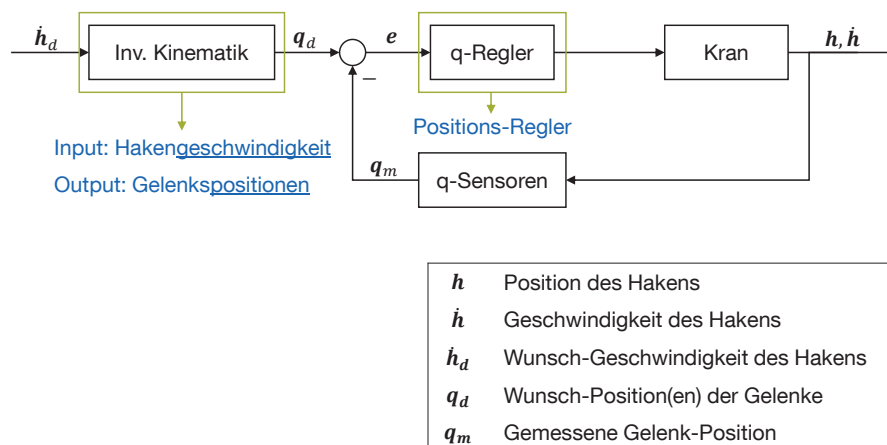 ḣ_d
Inv. Kinematik
q_d
e
q-Regler
Kran
h, ḣ
−
Input: Hakengeschwindigkeit
Output: Gelenkspositionen
Positions-Regler
q_m
q-Sensoren
h Position des Hakens
ḣ Geschwindigkeit des Hakens
ḣ_d Wunsch-Geschwindigkeit des Hakens
q_d Wunsch-Position(en) der Gelenke
q_m Gemessene Gelenk-Position